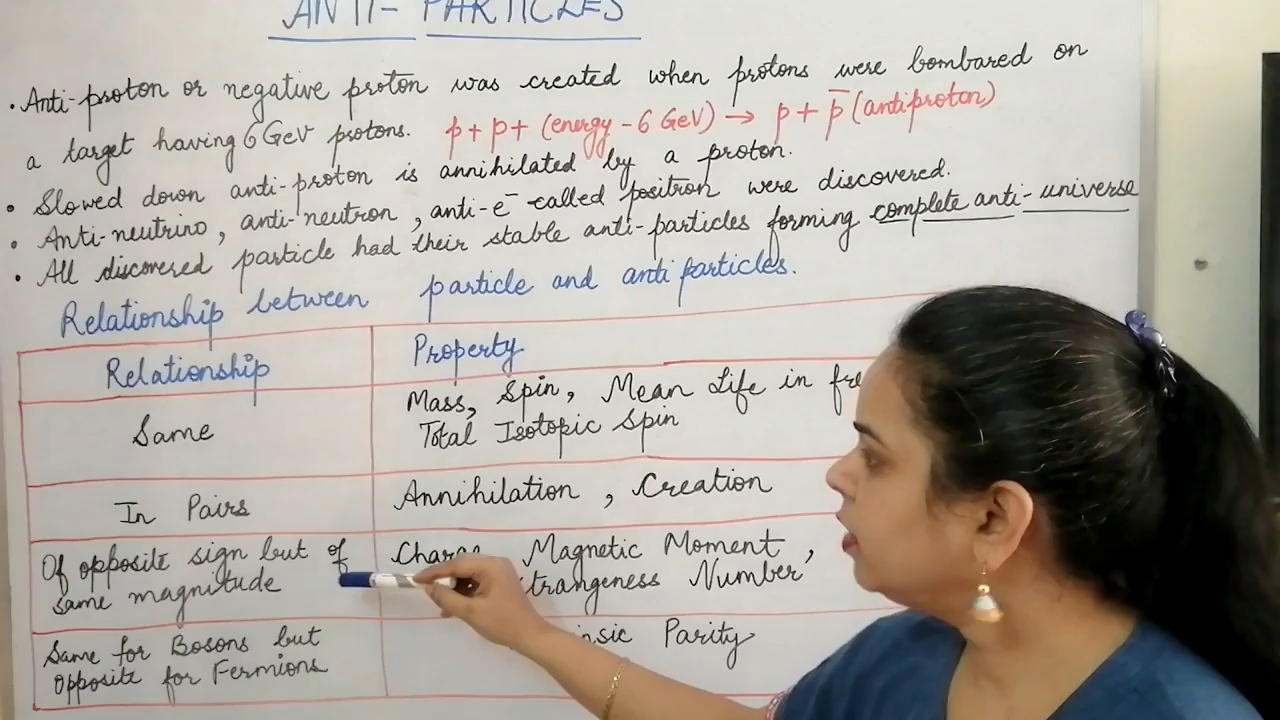 ANTI- PARTICLES
• Anti-proton or negative proton was created when protons were bombared on
a target having 6 GeV protons. p + p + (energy - 6 GeV) → p + p̅ (antiproton)
• Slowed down anti-proton is annihilated by a proton.
• Anti-neutrino, anti-neutron, anti-e⁻ called positron were discovered.
• All discovered particle had their stable anti-particles forming complete anti-universe
Relationship between particle and anti particles.
Relationship Property
Same Mass, Spin, Mean Life in
Total Isotopic Spin
In Pairs Annihilation, Creation
Of opposite sign but of Magnetic Moment,
same magnitude Number
Same for Bosons but Parity
Opposite for Fermions